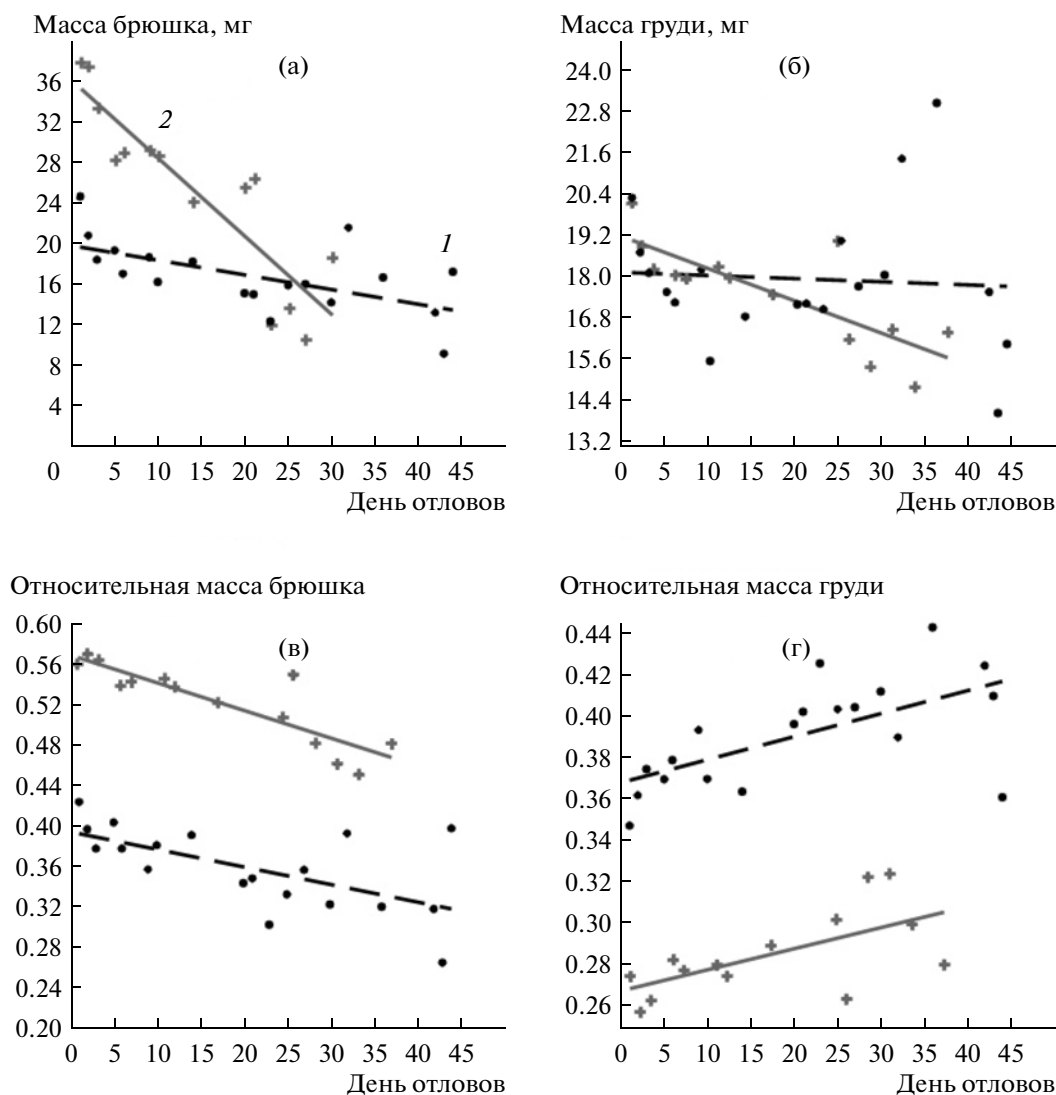 Масса брюшка, мг
(а)
36
32
28
24
20
16
12
8
4
2
1
0 5 10 15 20 25 30 35 40 45
День отловов
Масса груди, мг
(б)
24.0
22.8
21.6
20.4
19.2
18.0
16.8
15.6
14.4
13.2
0 5 10 15 20 25 30 35 40 45
День отловов
Относительная масса брюшка
(в)
0.60
0.56
0.52
0.48
0.44
0.40
0.36
0.32
0.28
0.24
0.20
0 5 10 15 20 25 30 35 40 45
День отловов
Относительная масса груди
(г)
0.44
0.42
0.40
0.38
0.36
0.34
0.32
0.30
0.28
0.26
0 5 10 15 20 25 30 35 40 45
День отловов